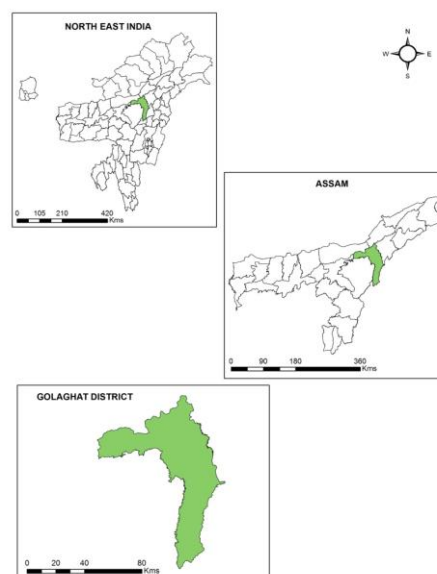 NORTH EAST INDIA
N
W E
S
0 105 210 420
Kms
ASSAM
0 90 180 360
Kms
GOLAGHAT DISTRICT
0 20 40 80
Kms